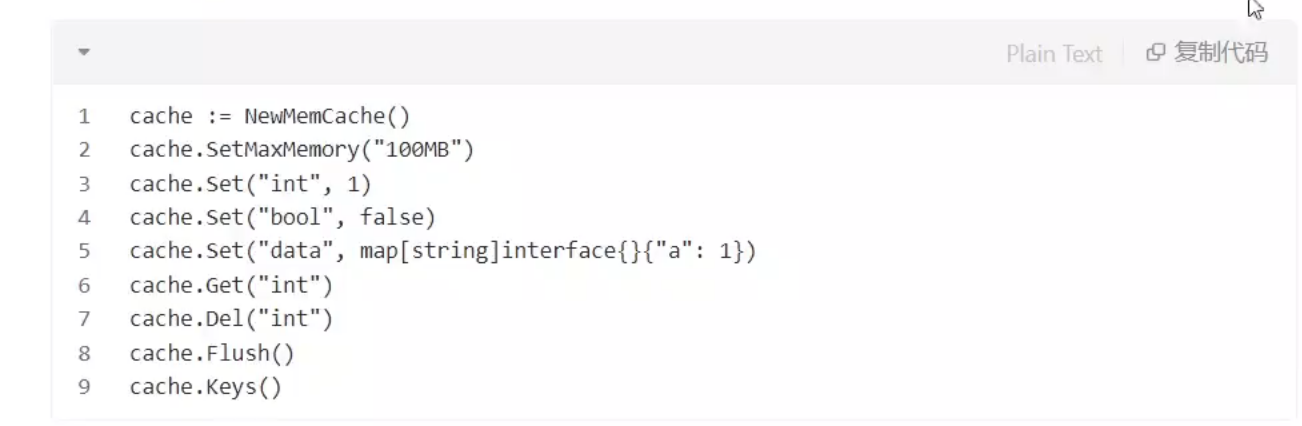 Plain Text 复制代码
1 cache := NewMemCache()
2 cache.SetMaxMemory("100MB")
3 cache.Set("int", 1)
4 cache.Set("bool", false)
5 cache.Set("data", map[string]interface{}{"a": 1})
6 cache.Get("int")
7 cache.Del("int")
8 cache.Flush()
9 cache.Keys()